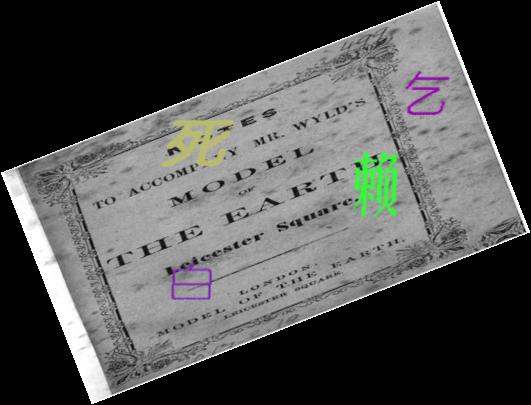 死
乞
TO ACCOMPANY MR. WYLD'S
MODEL
OF
THE EARTH
赖
Leicester Square
白
LONDON:
MODEL OF THE EARTH,
LEICESTER SQUARE.